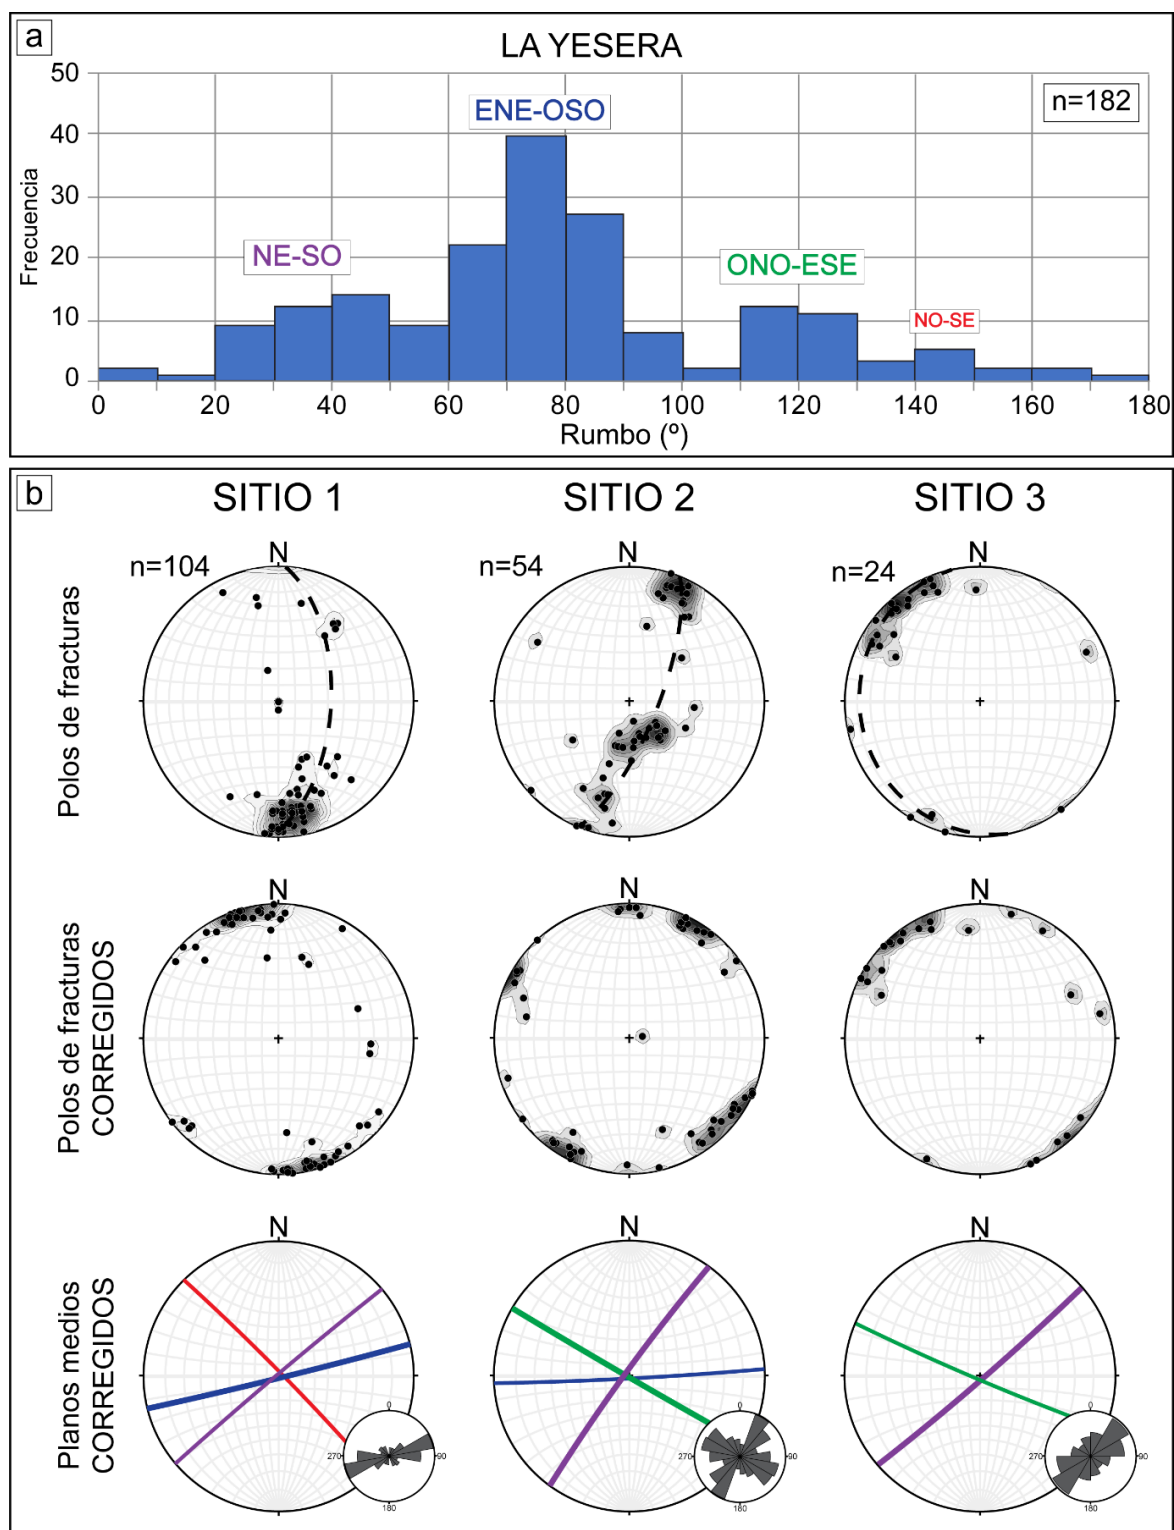 a
LA YESERA
n=182
50
40
30
20
10
0
Frecuencia
NE-SO
ENE-OSO
ONO-ESE
NO-SE
0 20 40 60 80 100 120 140 160 180
Rumbo (º)
b
SITIO 1 SITIO 2 SITIO 3
Polos de fracturas
n=104 N
n=54 N
n=24 N
Polos de fracturas
CORREGIDOS
N N N
Planos medios
CORREGIDOS
N N N
0 90 180 270
0 90 180 270
0 90 180 270